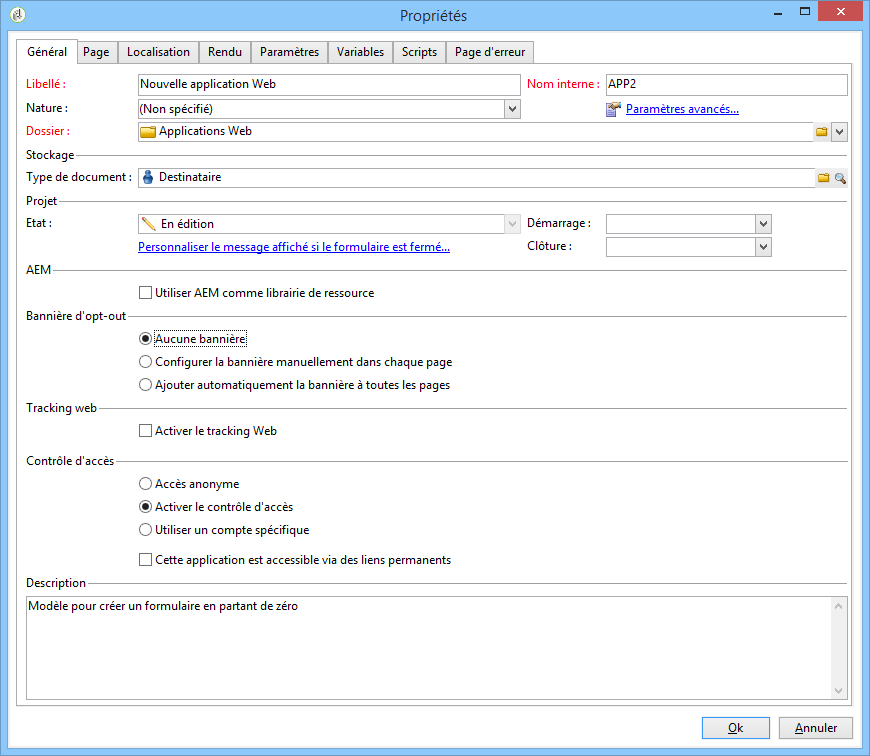 Propriétés
Général Page Localisation Rendu Paramètres Variables Scripts Page d'erreur
Libellé : Nouvelle application Web Nom interne : APP2
Nature : (Non spécifié) Paramètres avancés...
Dossier : Applications Web
Stockage
Type de document : Destinataire
Projet
Etat : En édition Démarrage :
Personnaliser le message affiché si le formulaire est fermé... Clôture :
AEM
Utiliser AEM comme librairie de ressource
Bannière d'opt-out
Aucune bannière
Configurer la bannière manuellement dans chaque page
Ajouter automatiquement la bannière à toutes les pages
Tracking web
Activer le tracking Web
Contrôle d'accès
Accès anonyme
Activer le contrôle d'accès
Utiliser un compte spécifique
Cette application est accessible via des liens permanents
Description
Modèle pour créer un formulaire en partant de zéro
Ok Annuler